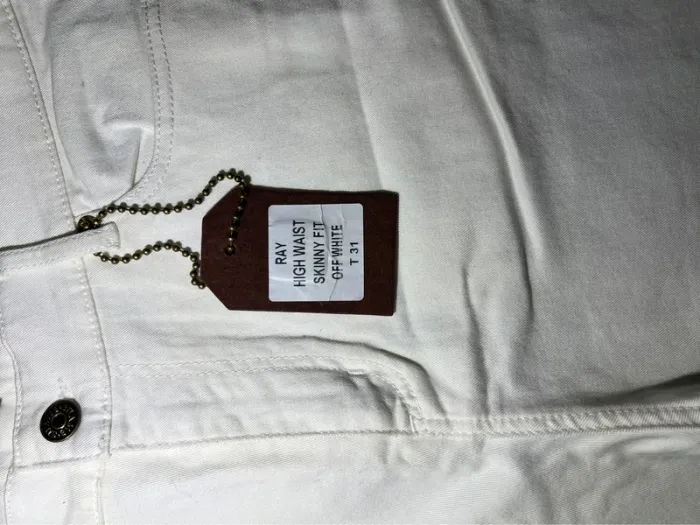 RAY
HIGH WAIST
SKINNY FIT
OFF WHITE
T 31